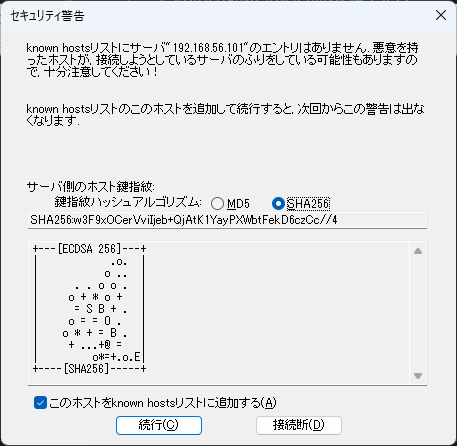 セキュリティ警告
known hostsリストにサーバ"192.168.56.101"のエントリはありません. 悪意を持
ったホストが, 接続しようとしているサーバのふりをしている可能性もありますの
で, 十分注意してください!
known hostsリストのこのホストを追加して続行すると, 次回からこの警告は出な
くなります.
サーバ側のホスト鍵指紋:
鍵指紋ハッシュアルゴリズム: MD5 SHA256
SHA256:w3F9xOCerVviIjeb+QjAtK1YayPXWbtFekD6czCc//4
+---[ECDSA 256]---+
|            .o.  |
|           o ..  |
|      . . o o .  |
|     o + * o +   |
|      = S B + .  |
|     o = = O .   |
|    o * + = B .  |
|     + ...+@ =   |
|         o*=+.o.E|
+----[SHA256]-----+
このホストをknown hostsリストに追加する(A)
続行(C) 接続断(D)